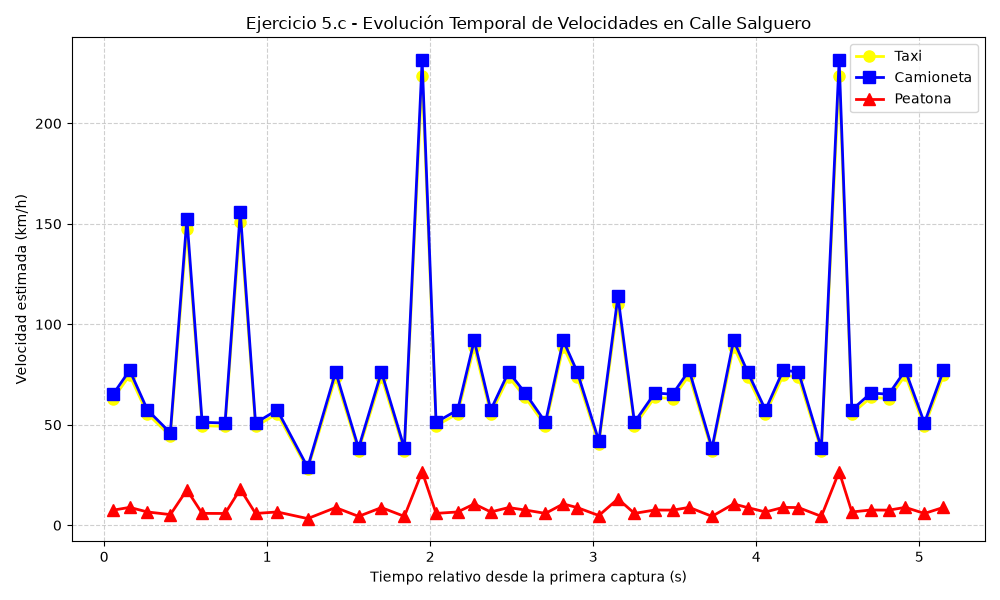 Ejercicio 5.c - Evolución Temporal de Velocidades en Calle Salguero
Taxi
Camioneta
Peatona
Velocidad estimada (km/h)
200
150
100
50
0
0 1 2 3 4 5
Tiempo relativo desde la primera captura (s)